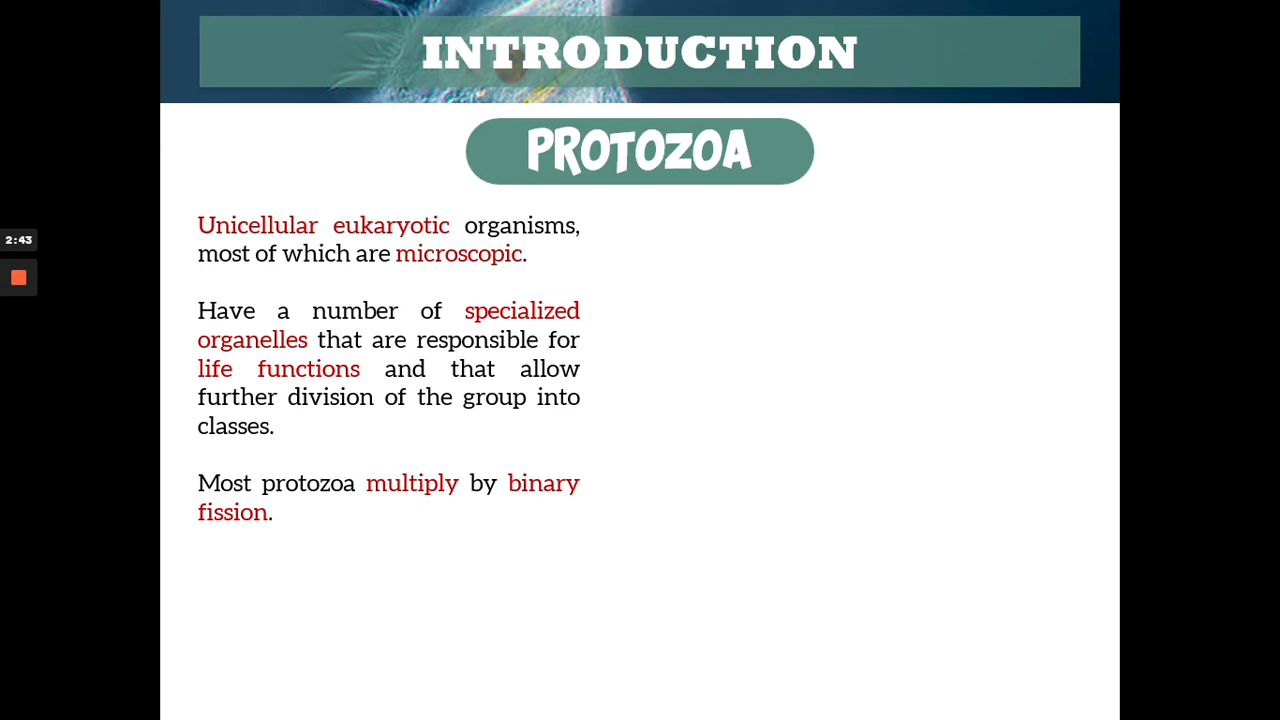 INTRODUCTION
PROTOZOA
Unicellular eukaryotic organisms,
most of which are microscopic.
2:43
Have a number of specialized
organelles that are responsible for
life functions and that allow
further division of the group into
classes.
Most protozoa multiply by binary
fission.